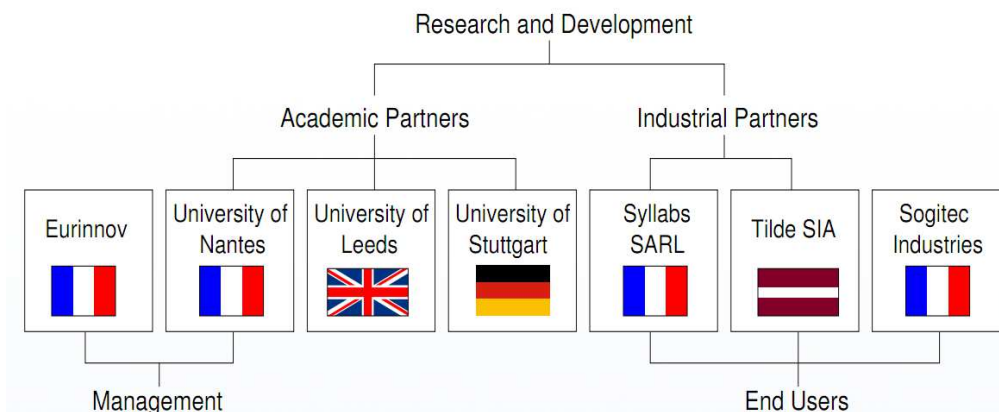 Research and Development
Academic Partners
Industrial Partners
Eurinnov
University of
Nantes
University of
Leeds
University of
Stuttgart
Syllabs
SARL
Tilde SIA
Sogitec
Industries
Management
End Users